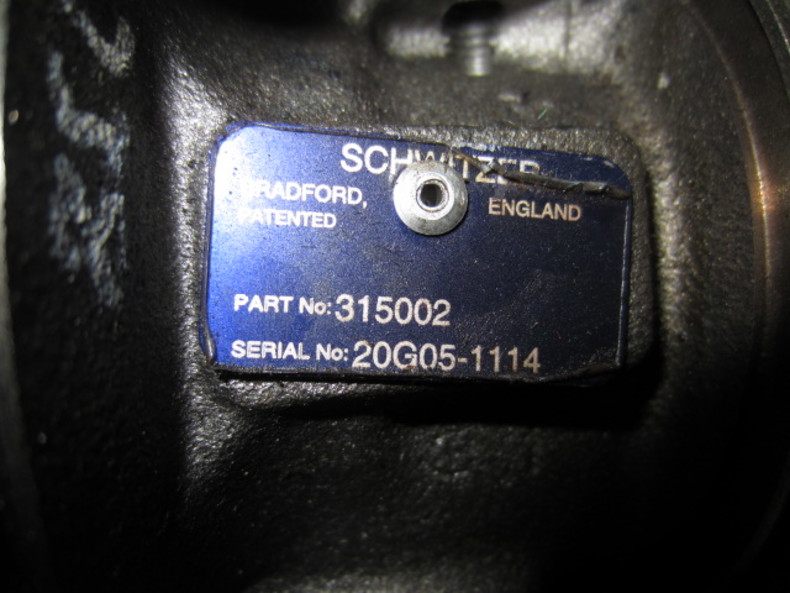 SCHWITZER
BRADFORD, ENGLAND
PATENTED
PART No: 315002
SERIAL No: 20G05-1114